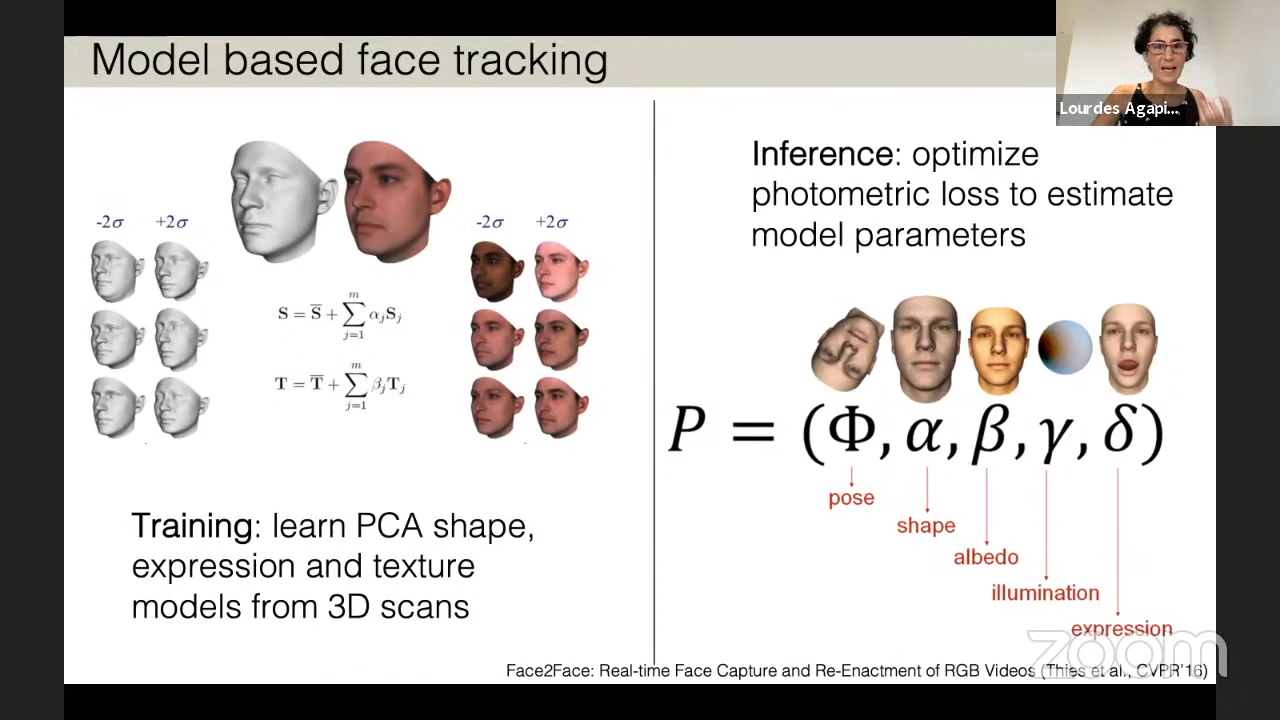 Model based face tracking
Lourdes Agapi...
-2σ +2σ
-2σ +2σ
S = S̅ + ∑ᵐⱼ₌₁ αⱼSⱼ
T = T̅ + ∑ᵐⱼ₌₁ βⱼTⱼ
Training: learn PCA shape,
expression and texture
models from 3D scans
Inference: optimize
photometric loss to estimate
model parameters
P = (Φ, α, β, γ, δ)
pose
shape
albedo
illumination
expression
zoom
Face2Face: Real-time Face Capture and Re-Enactment of RGB Videos (Thies et al., CVPR'16)